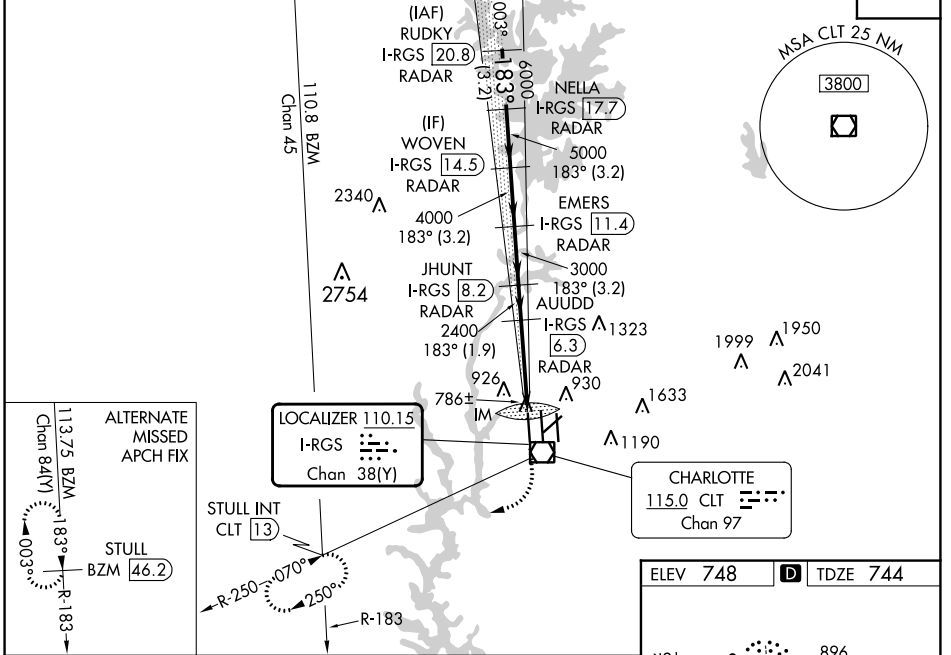 (IAF)
RUDKY
I-RGS 20.8
RADAR
(3.2)
003°
183°
6000
NELLA
I-RGS 17.7
RADAR
5000
183° (3.2)
MSA CLT 25 NM
3800
110.8 BZM
Chan 45
(IF)
WOVEN
I-RGS 14.5
RADAR
2340
4000
183° (3.2)
EMERS
I-RGS 11.4
RADAR
3000
183° (3.2)
2754
JHUNT
I-RGS 8.2
RADAR
2400
183° (1.9)
AUUDD
I-RGS
6.3
RADAR
1323
1999
1950
2041
926
930
786±
IM
1633
1190
LOCALIZER 110.15
I-RGS
Chan 38(Y)
CHARLOTTE
115.0 CLT
Chan 97
ALTERNATE
MISSED
APCH FIX
113.75 BZM
Chan 84(Y)
183°
003°
STULL
BZM 46.2
R-183
STULL INT
CLT 13
R-250
070°
250°
R-183
ELEV 748
D
TDZE 744
896